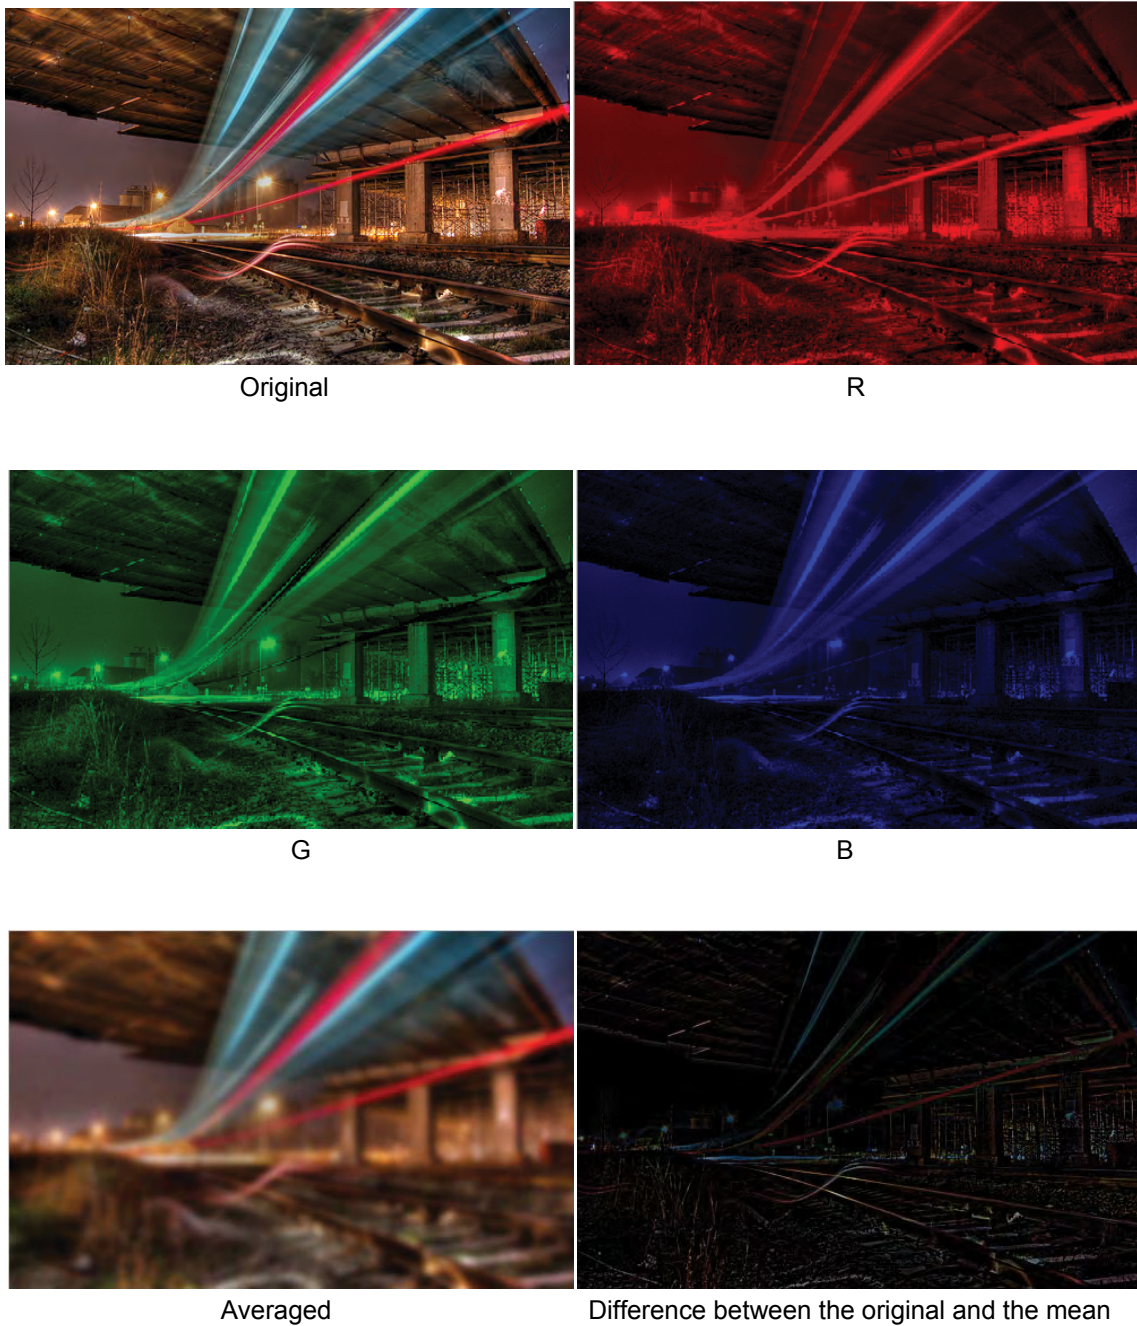 Original
R
G
B
Averaged
Difference between the original and the mean